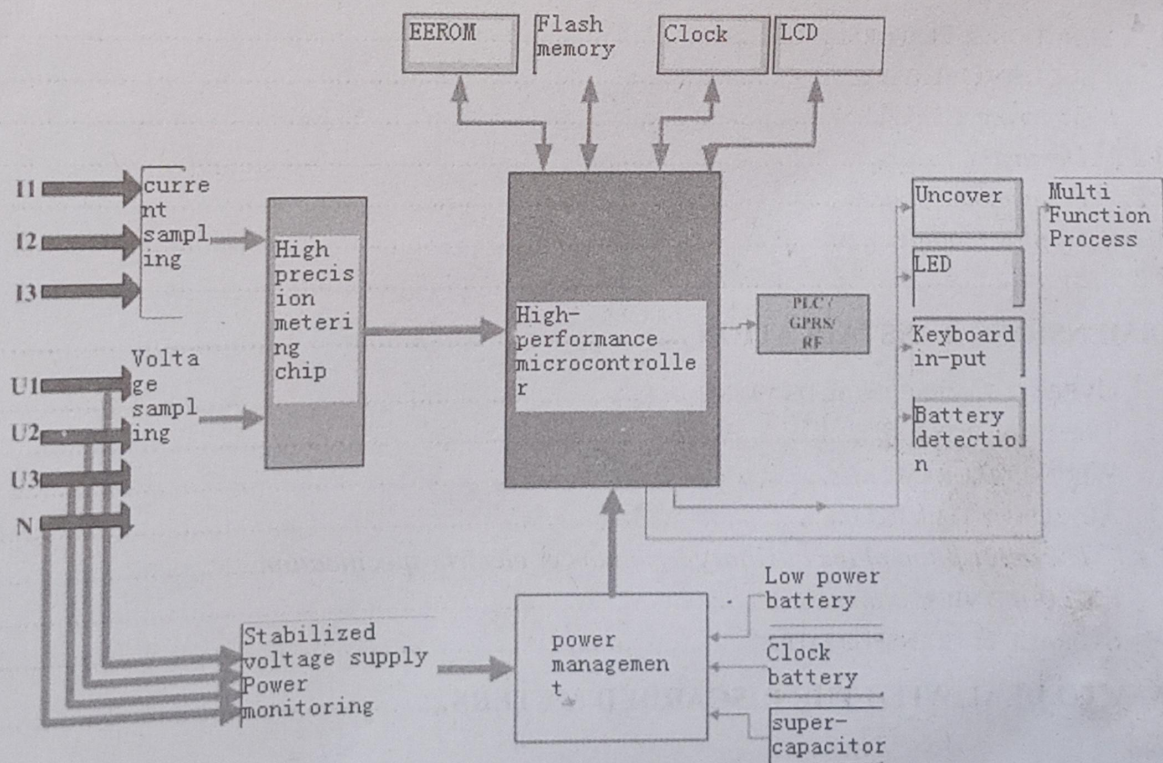 EEROM
Flash
memory
Clock
LCD
I1
I2
I3
curre
nt
sampl
ing
High
precis
ion
meteri
ng
chip
High-
performance
microcontrolle
r
PLC /
GPRS/
RF
Uncover
LED
Keyboard
in-put
Battery
detectio
n
Multi
Function
Process
U1
U2
U3
N
Volta
ge
sampl
ing
Stabilized
voltage supply
Power
monitoring
power
managemen
t
Low power
battery
Clock
battery
super-
capacitor